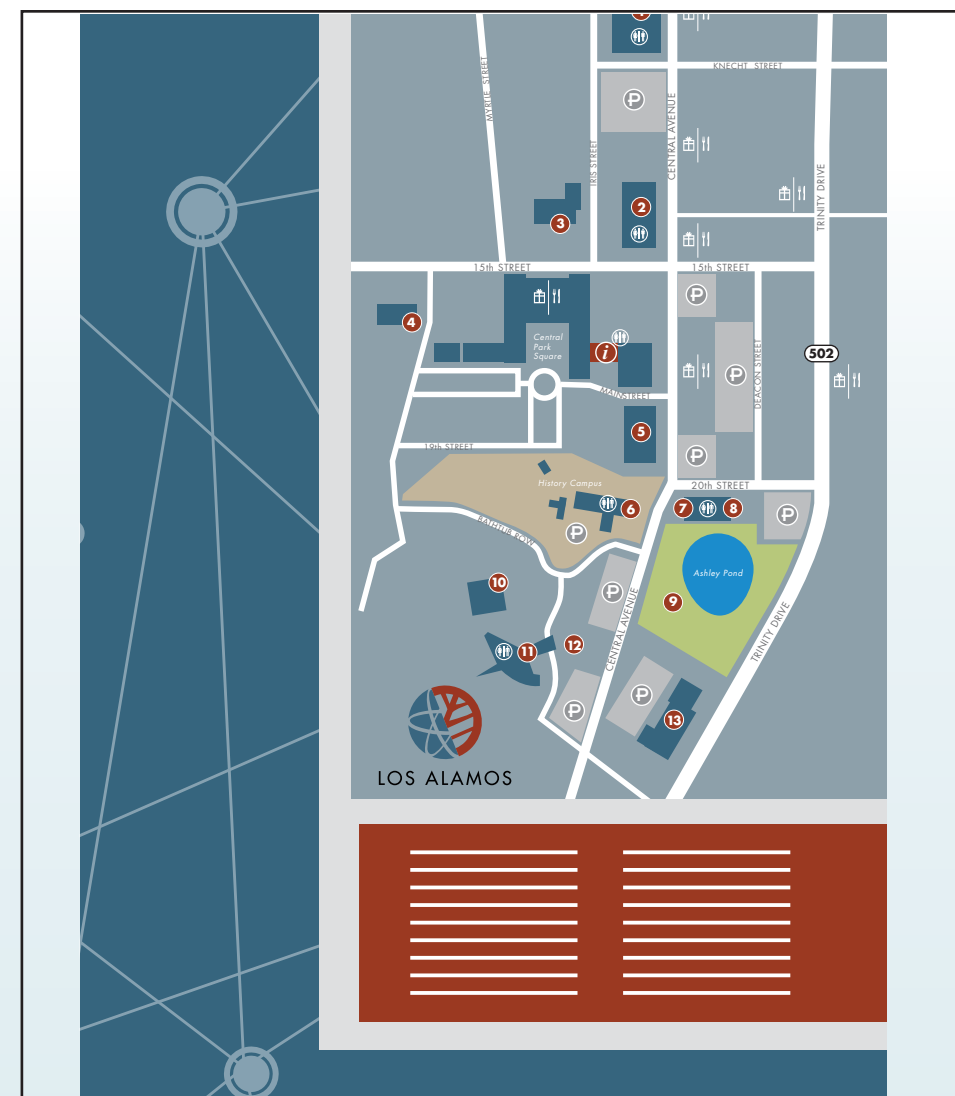 KNECHT STREET
MYRTLE STREET
CENTRAL AVENUE
IRIS STREET
TRINITY DRIVE
2
3
15th STREET
15th STREET
4
Central
Park
Square
i
502
DEACON STREET
MAINSTREET
5
19th STREET
20th STREET
History Campus
6
7
8
BATHTUB ROW
P
P
P
P
P
P
P
P
P
P
Ashley Pond
9
10
CENTRAL AVENUE
TRINITY DRIVE
11
12
13
LOS ALAMOS